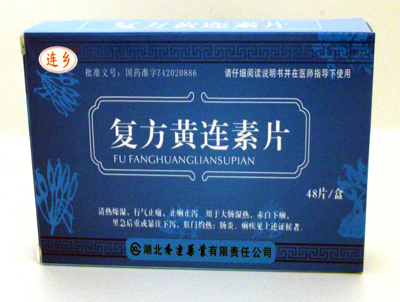 连乡
批准文号：国药准字Z42020886
请仔细阅读说明书并在医师指导下使用
复方黄连素片
FU FANGHUANGLIANSUPIAN
48片/盒
清热燥湿、行气止痛、止痢止泻。用于大肠湿热，赤白下痢，
里急后重或暴注下泻，肛门灼热；肠炎、痢疾见上述证候者。
湖北香连药业有限责任公司